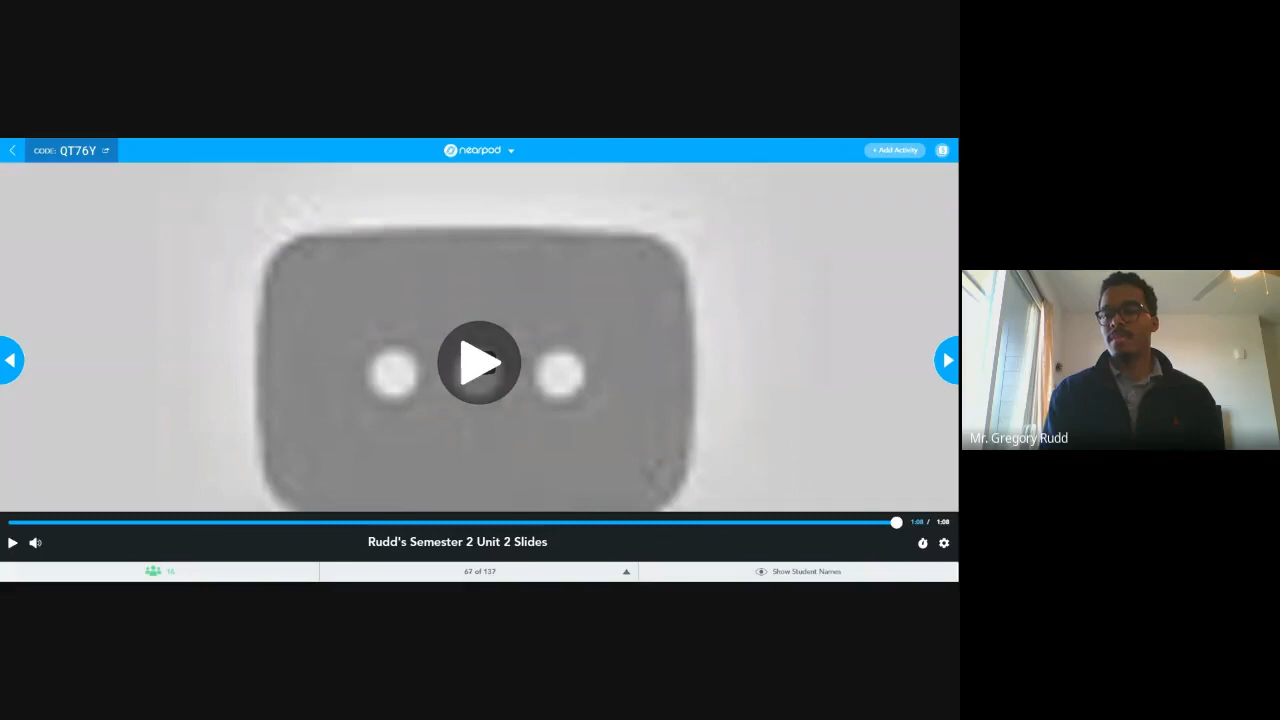 CODE: QT76Y
nearpod
+ Add Activity
1:08 / 1:08
Rudd's Semester 2 Unit 2 Slides
16
67 of 137
Show Student Names
Mr. Gregory Rudd